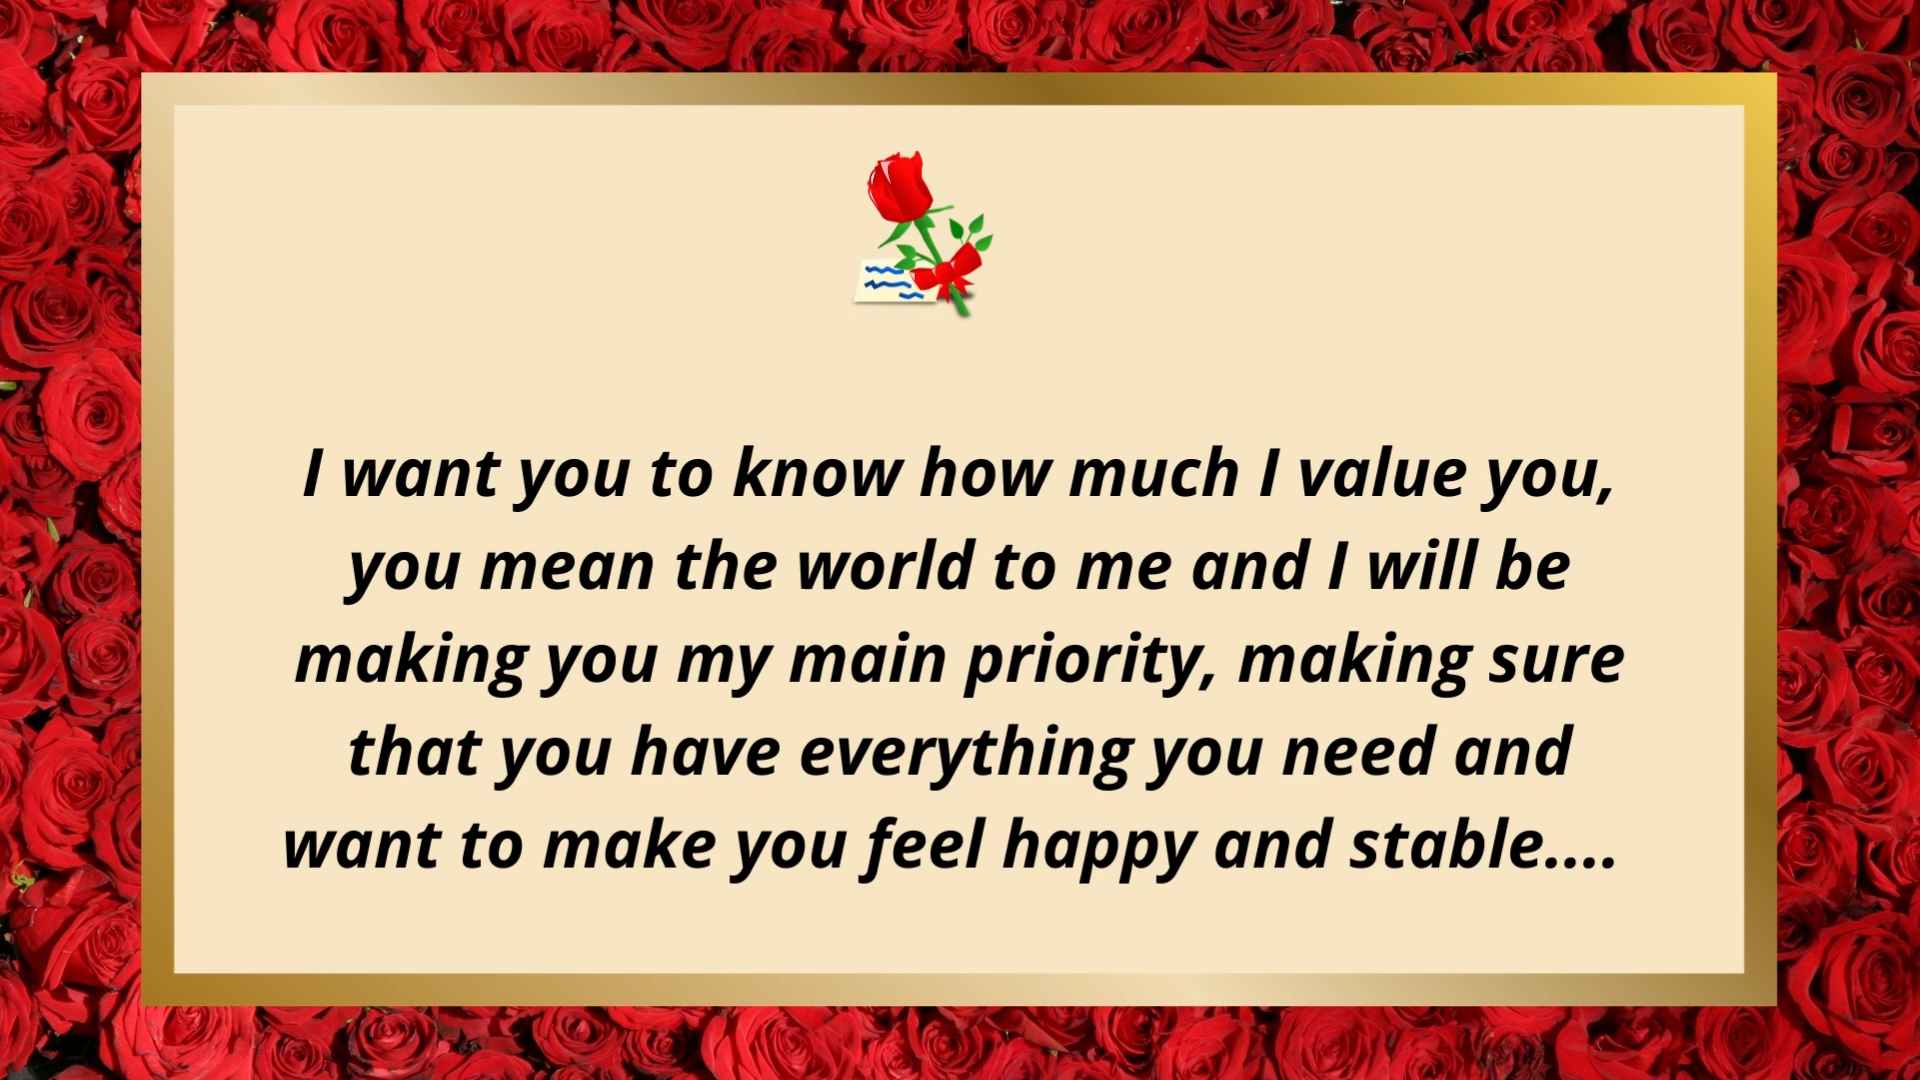 I want you to know how much I value you,
you mean the world to me and I will be
making you my main priority, making sure
that you have everything you need and
want to make you feel happy and stable....